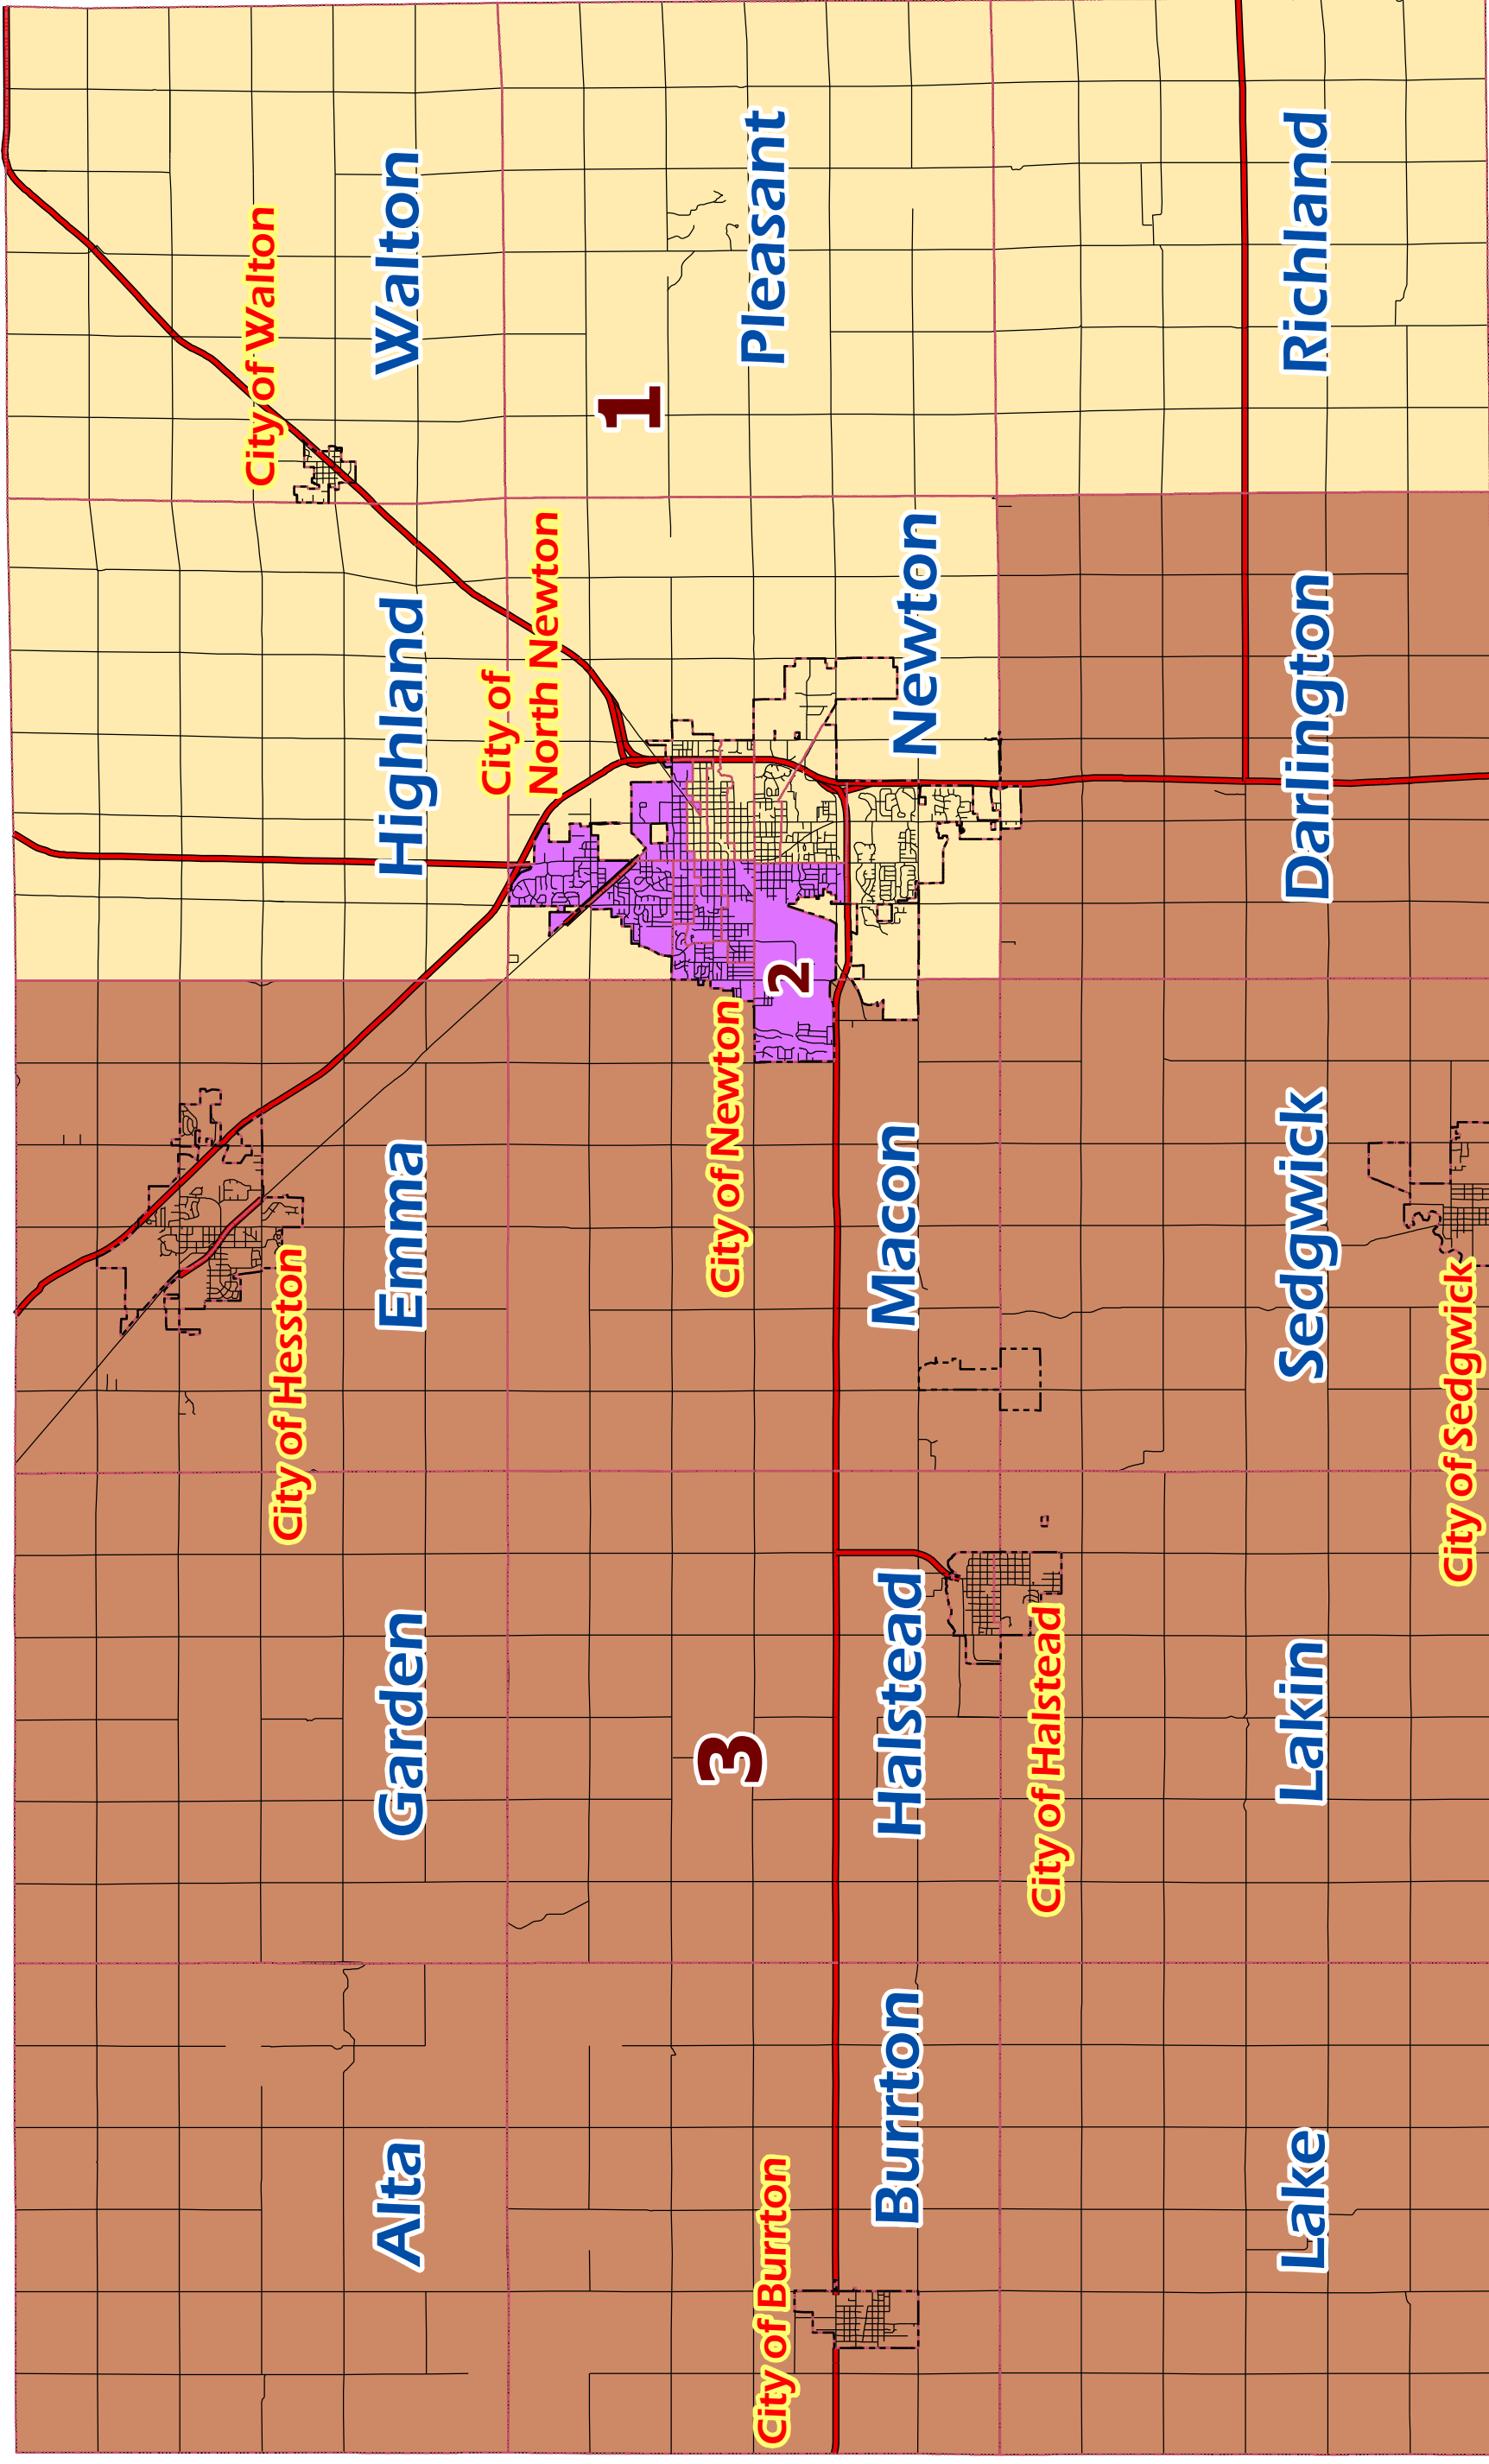 City of Walton
City of Hesston
Alta
Garden
Emma
Highland
Walton
City of
North Newton
1
3
City of Newton
Pleasant
City of Burrton
2
Burrton
Halstead
Macon
Newton
City of Halstead
Lake
Lakin
Sedgwick
Darlington
Richland
City of Sedgwick